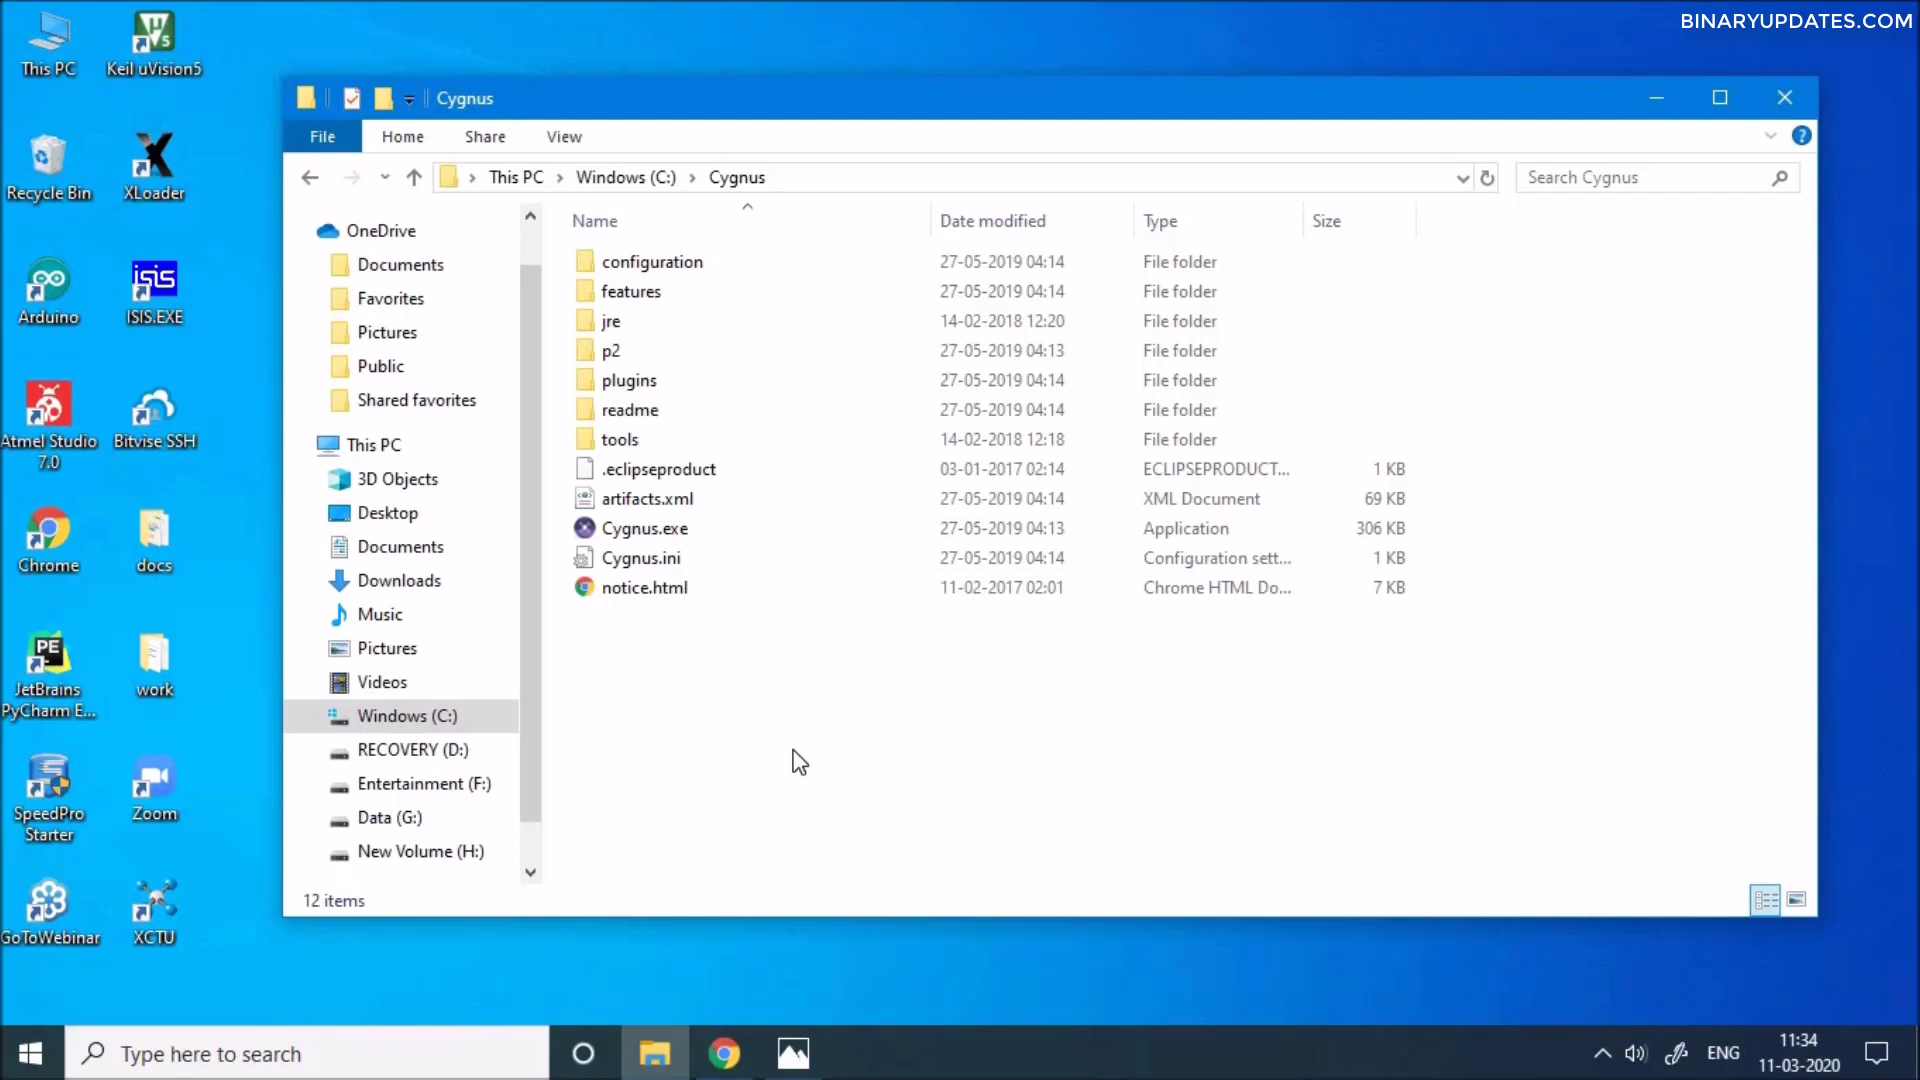 BINARYUPDATES.COM
This PC
Keil uVision5
Recycle Bin
XLoader
Arduino
ISIS.EXE
Atmel Studio
7.0
Bitvise SSH
Chrome
docs
JetBrains
PyCharm E...
work
SpeedPro
Starter
Zoom
GoToWebinar
XCTU
Cygnus
File
Home
Share
View
This PC
Windows (C:)
Cygnus
Search Cygnus
OneDrive
Documents
Favorites
Pictures
Public
Shared favorites
This PC
3D Objects
Desktop
Documents
Downloads
Music
Pictures
Videos
Windows (C:)
RECOVERY (D:)
Entertainment (F:)
Data (G:)
New Volume (H:)
Name Date modified Type Size
configuration 27-05-2019 04:14 File folder
features 27-05-2019 04:14 File folder
jre 14-02-2018 12:20 File folder
p2 27-05-2019 04:13 File folder
plugins 27-05-2019 04:14 File folder
readme 27-05-2019 04:14 File folder
tools 14-02-2018 12:18 File folder
.eclipseproduct 03-01-2017 02:14 ECLIPSEPRODUCT... 1 KB
artifacts.xml 27-05-2019 04:14 XML Document 69 KB
Cygnus.exe 27-05-2019 04:13 Application 306 KB
Cygnus.ini 27-05-2019 04:14 Configuration sett... 1 KB
notice.html 11-02-2017 02:01 Chrome HTML Do... 7 KB
12 items
Type here to search
ENG
11:34
11-03-2020